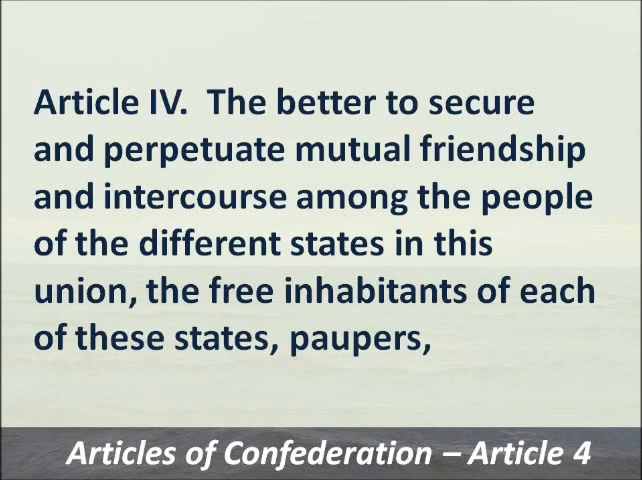 Article IV.  The better to secure
and perpetuate mutual friendship
and intercourse among the people
of the different states in this
union, the free inhabitants of each
of these states, paupers,
Articles of Confederation – Article 4